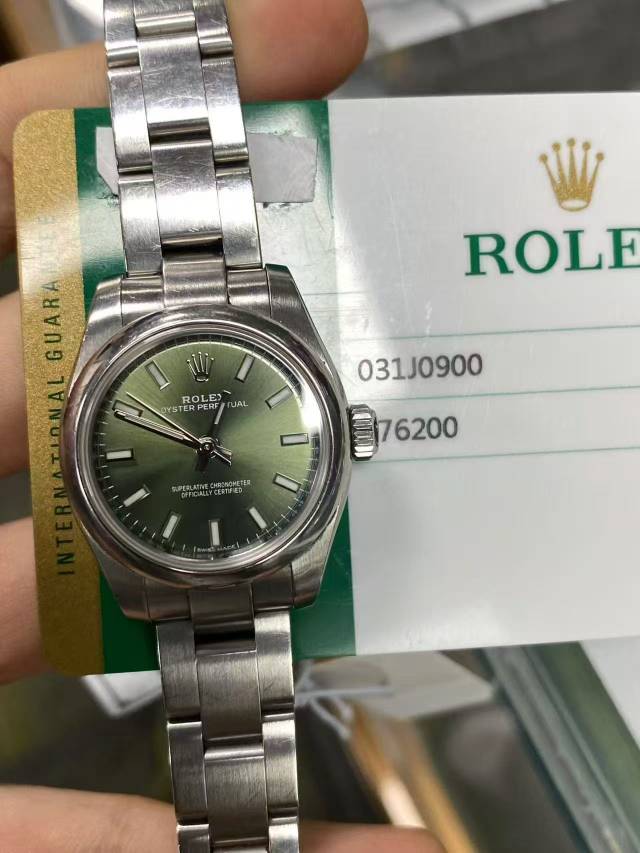 INTERNATIONAL GUARANTEE
ROLE
031J0900
76200
ROLEX
OYSTER PERPETUAL
SUPERLATIVE CHRONOMETER
OFFICIALLY CERTIFIED
SWISS MADE